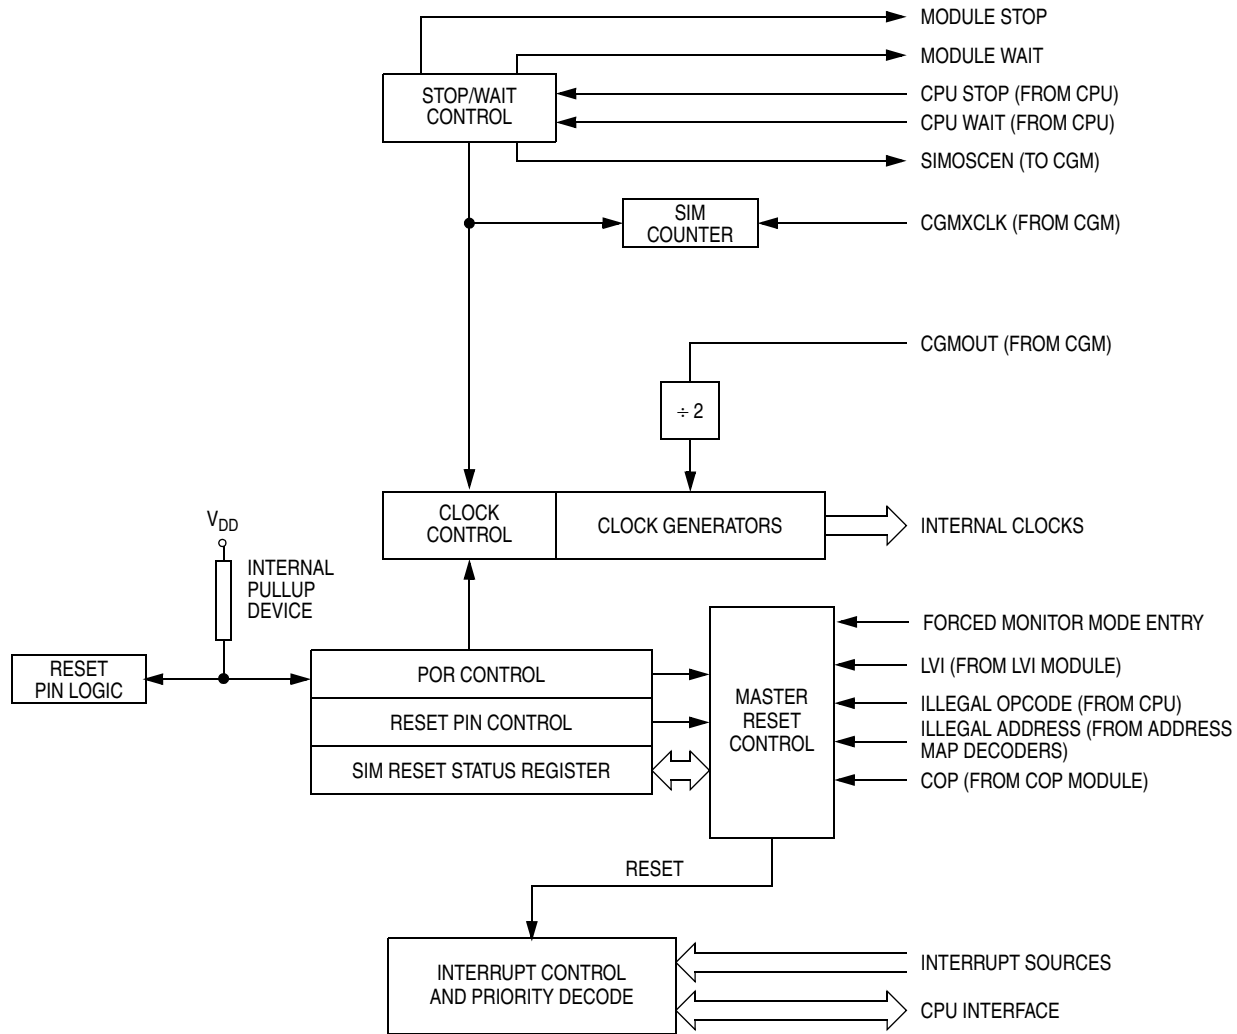 MODULE STOP
MODULE WAIT
STOP/WAIT
CONTROL
CPU STOP (FROM CPU)
CPU WAIT (FROM CPU)
SIMOSCEN (TO CGM)
SIM
COUNTER
CGMXCLK (FROM CGM)
CGMOUT (FROM CGM)
÷ 2
CLOCK
CONTROL
CLOCK GENERATORS
INTERNAL CLOCKS
VDD
INTERNAL
PULLUP
DEVICE
RESET
PIN LOGIC
POR CONTROL
RESET PIN CONTROL
SIM RESET STATUS REGISTER
MASTER
RESET
CONTROL
FORCED MONITOR MODE ENTRY
LVI (FROM LVI MODULE)
ILLEGAL OPCODE (FROM CPU)
ILLEGAL ADDRESS (FROM ADDRESS
MAP DECODERS)
COP (FROM COP MODULE)
RESET
INTERRUPT CONTROL
AND PRIORITY DECODE
INTERRUPT SOURCES
CPU INTERFACE